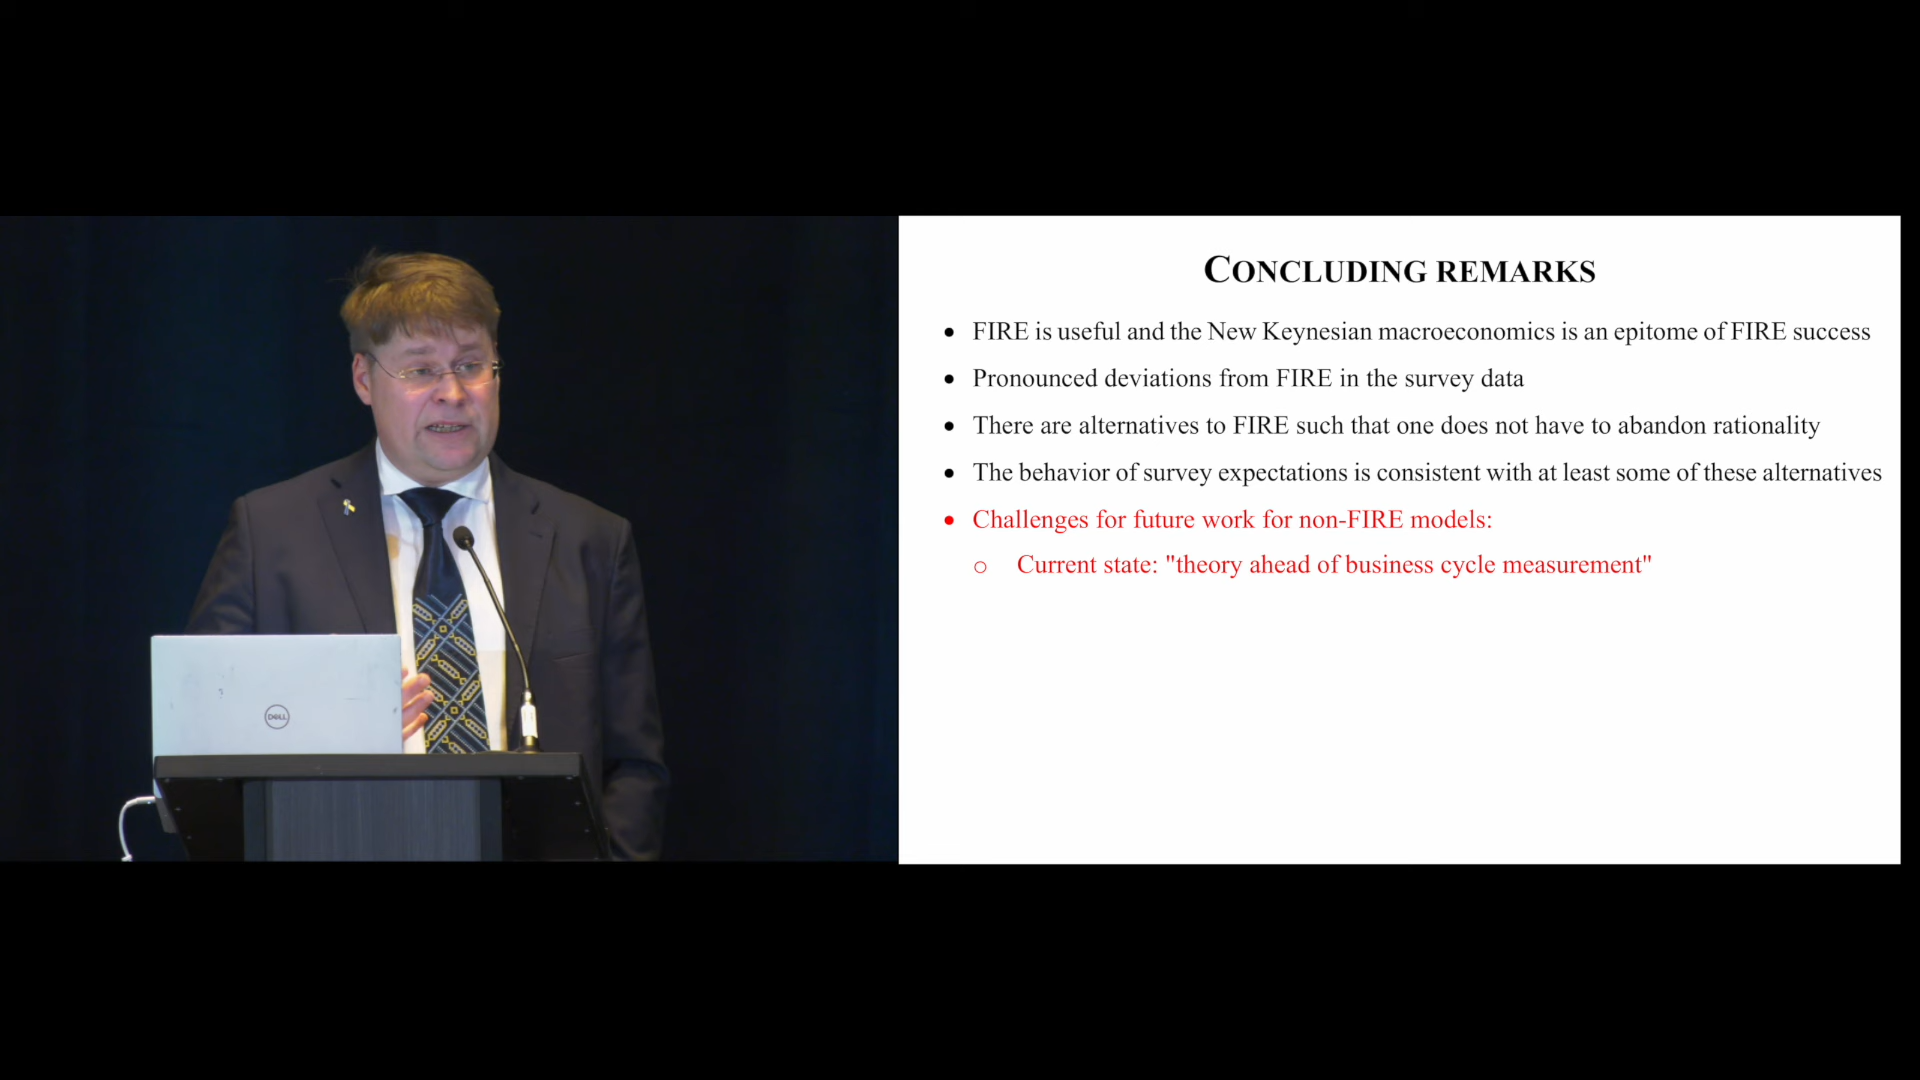 CONCLUDING REMARKS
• FIRE is useful and the New Keynesian macroeconomics is an epitome of FIRE success
• Pronounced deviations from FIRE in the survey data
• There are alternatives to FIRE such that one does not have to abandon rationality
• The behavior of survey expectations is consistent with at least some of these alternatives
• Challenges for future work for non-FIRE models:
o Current state: "theory ahead of business cycle measurement"
DELL